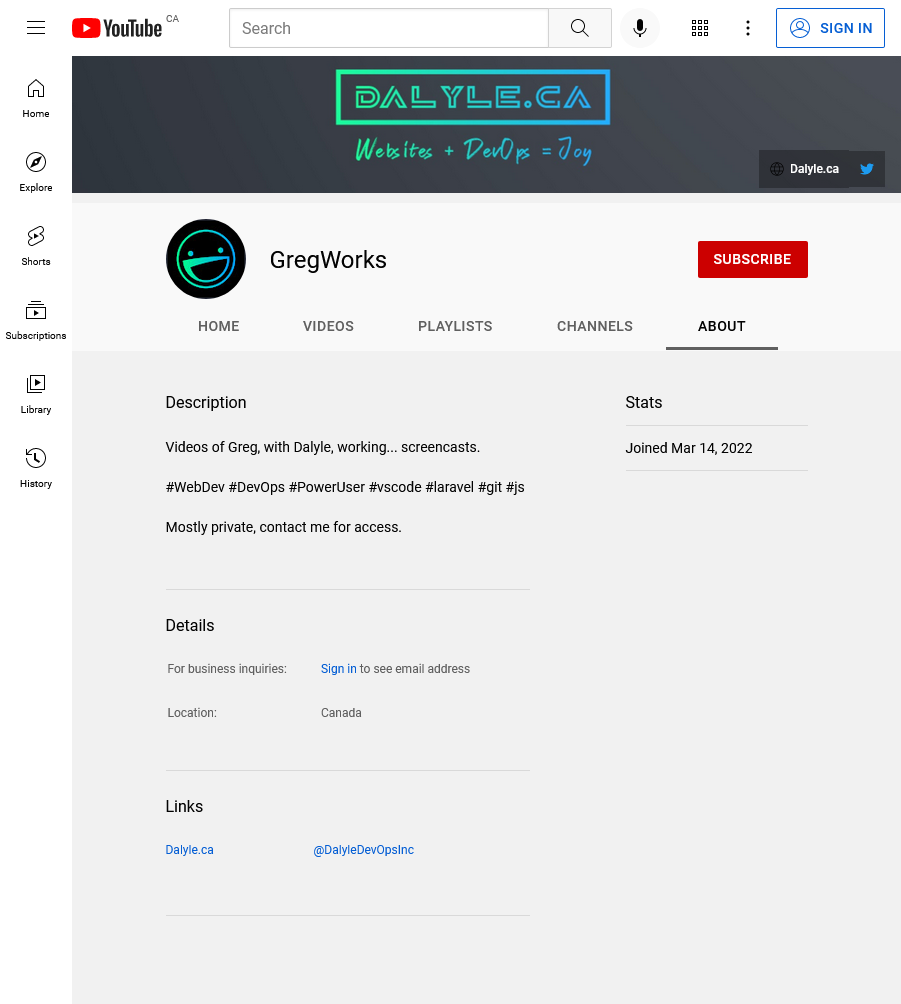 YouTube CA
Search
SIGN IN
Home
Explore
Shorts
Subscriptions
Library
History
DALYLE.CA
Websites + DevOps = Joy
Dalyle.ca
GregWorks
SUBSCRIBE
HOME VIDEOS PLAYLISTS CHANNELS ABOUT
Description
Videos of Greg, with Dalyle, working... screencasts.
#WebDev #DevOps #PowerUser #vscode #laravel #git #js
Mostly private, contact me for access.
Stats
Joined Mar 14, 2022
Details
For business inquiries: Sign in to see email address
Location: Canada
Links
Dalyle.ca @DalyleDevOpsInc